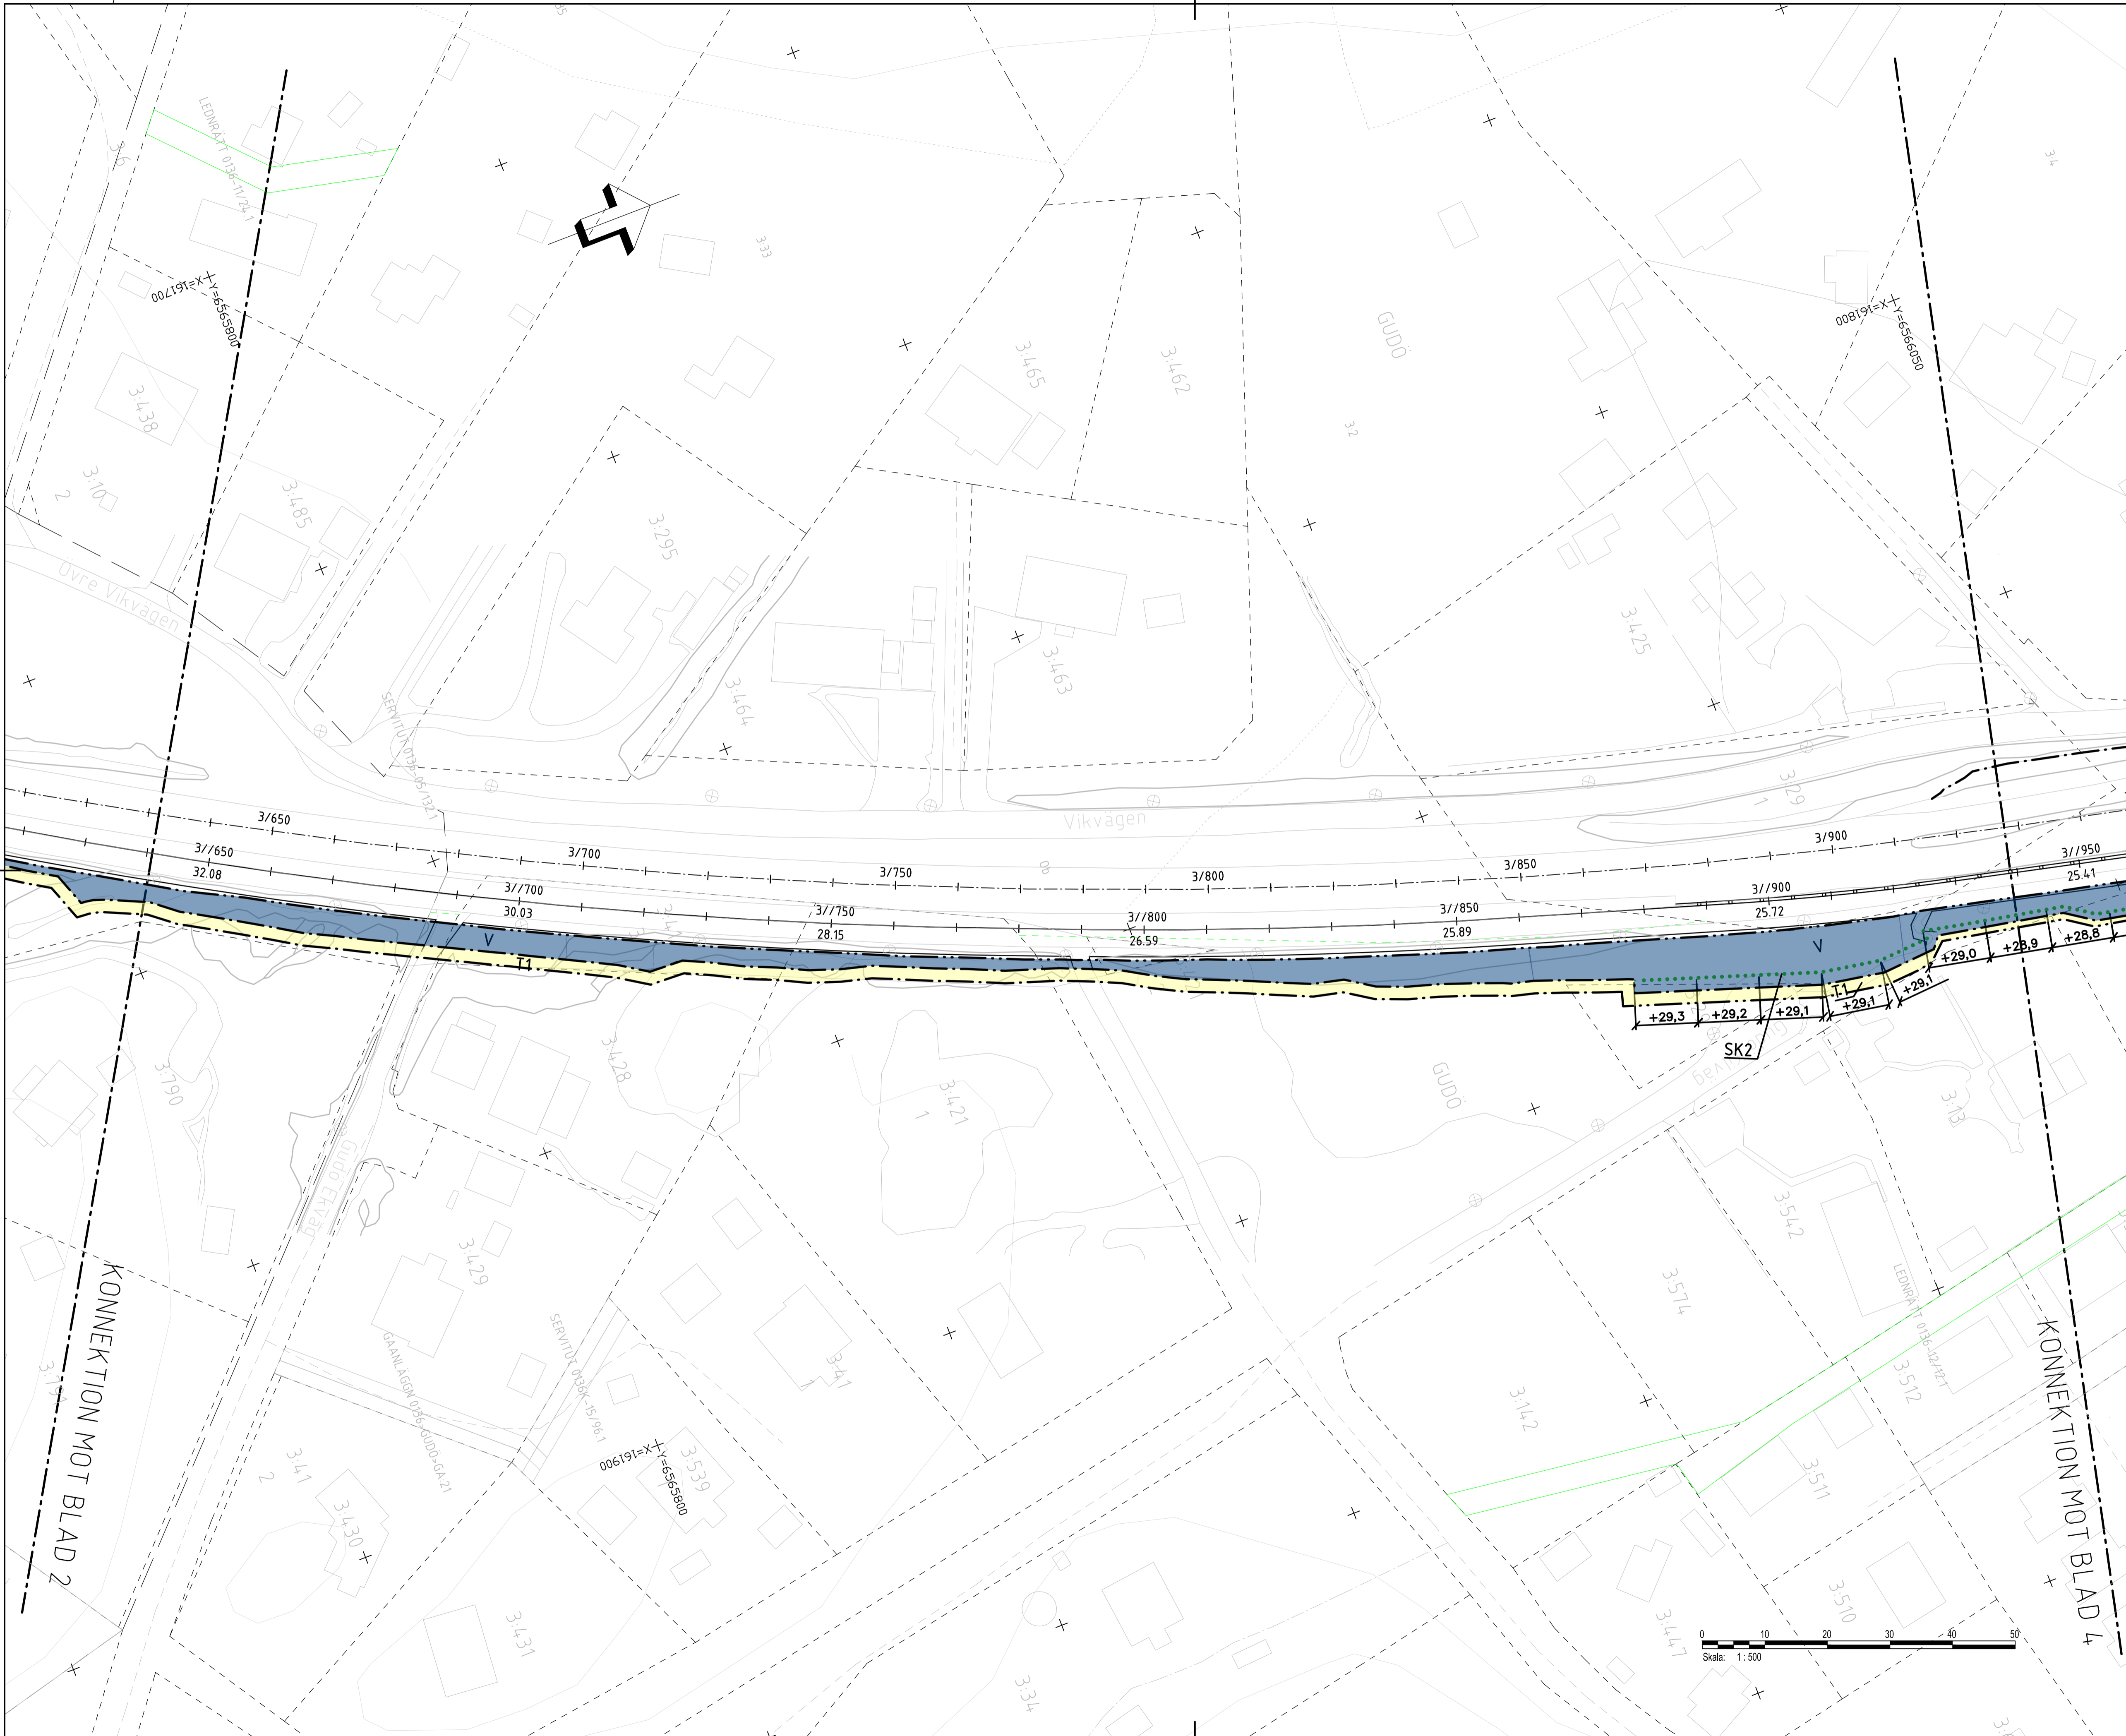 35
LEDNRÄTT 0136-11/24.1
3:6
3:33
3:4
X=161700
Y=6565800
X=161800
Y=6566050
GUDÖ
3:465
3:462
3:2
3:438
3:10
2
3:485
3:295
3:425
Övre Vikvägen
3:463
3:464
SERVITUT 0136-05/132.1
3:29
1
Vikvägen
3/650
3/700
3/750
3/800
3/850
3/900
3//650
32.08
3//700
30.03
3//750
28.15
3//800
26.59
3//850
25.89
3//900
25.72
3//950
25.41
V
V
T1
T1
+29,3
+29,2
+29,1
+29,1
+29,1
+29,0
+28,9
+28,8
SK2
3:790
3:428
3:421
1
GUDÖ
3:13
Gudö Ekväg
3:429
3:542
3:574
LEDNRÄTT 0136-12/12.1
KONNEKTION MOT BLAD 2
KONNEKTION MOT BLAD 4
3:791
GAANLÄGGN 0136-GUDÖ-GA:21
SERVITUT 0136K-15/96.1
3:41
1
3:142
3:512
3:511
3:41
2
X=161900
Y=6565800
3:539
3:430
3:431
3:510
3:447
3:34
0 10 20 30 40 50
Skala: 1 : 500